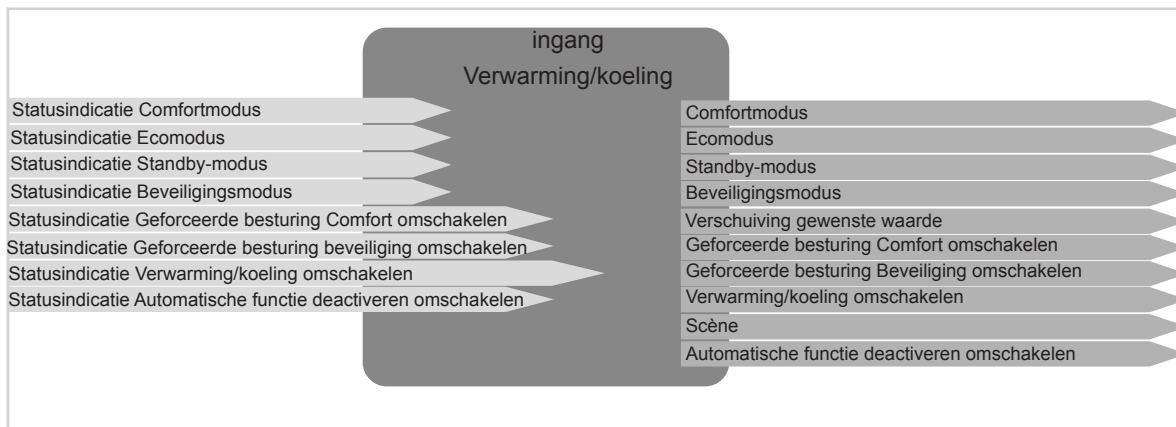 ingang
Verwarming/koeling
Statusindicatie Comfortmodus
Statusindicatie Ecomodus
Statusindicatie Standby-modus
Statusindicatie Beveiligingsmodus
Statusindicatie Geforceerde besturing Comfort omschakelen
Statusindicatie Geforceerde besturing beveiliging omschakelen
Statusindicatie Verwarming/koeling omschakelen
Statusindicatie Automatische functie deactiveren omschakelen
Comfortmodus
Ecomodus
Standby-modus
Beveiligingsmodus
Verschuiving gewenste waarde
Geforceerde besturing Comfort omschakelen
Geforceerde besturing Beveiliging omschakelen
Verwarming/koeling omschakelen
Scène
Automatische functie deactiveren omschakelen